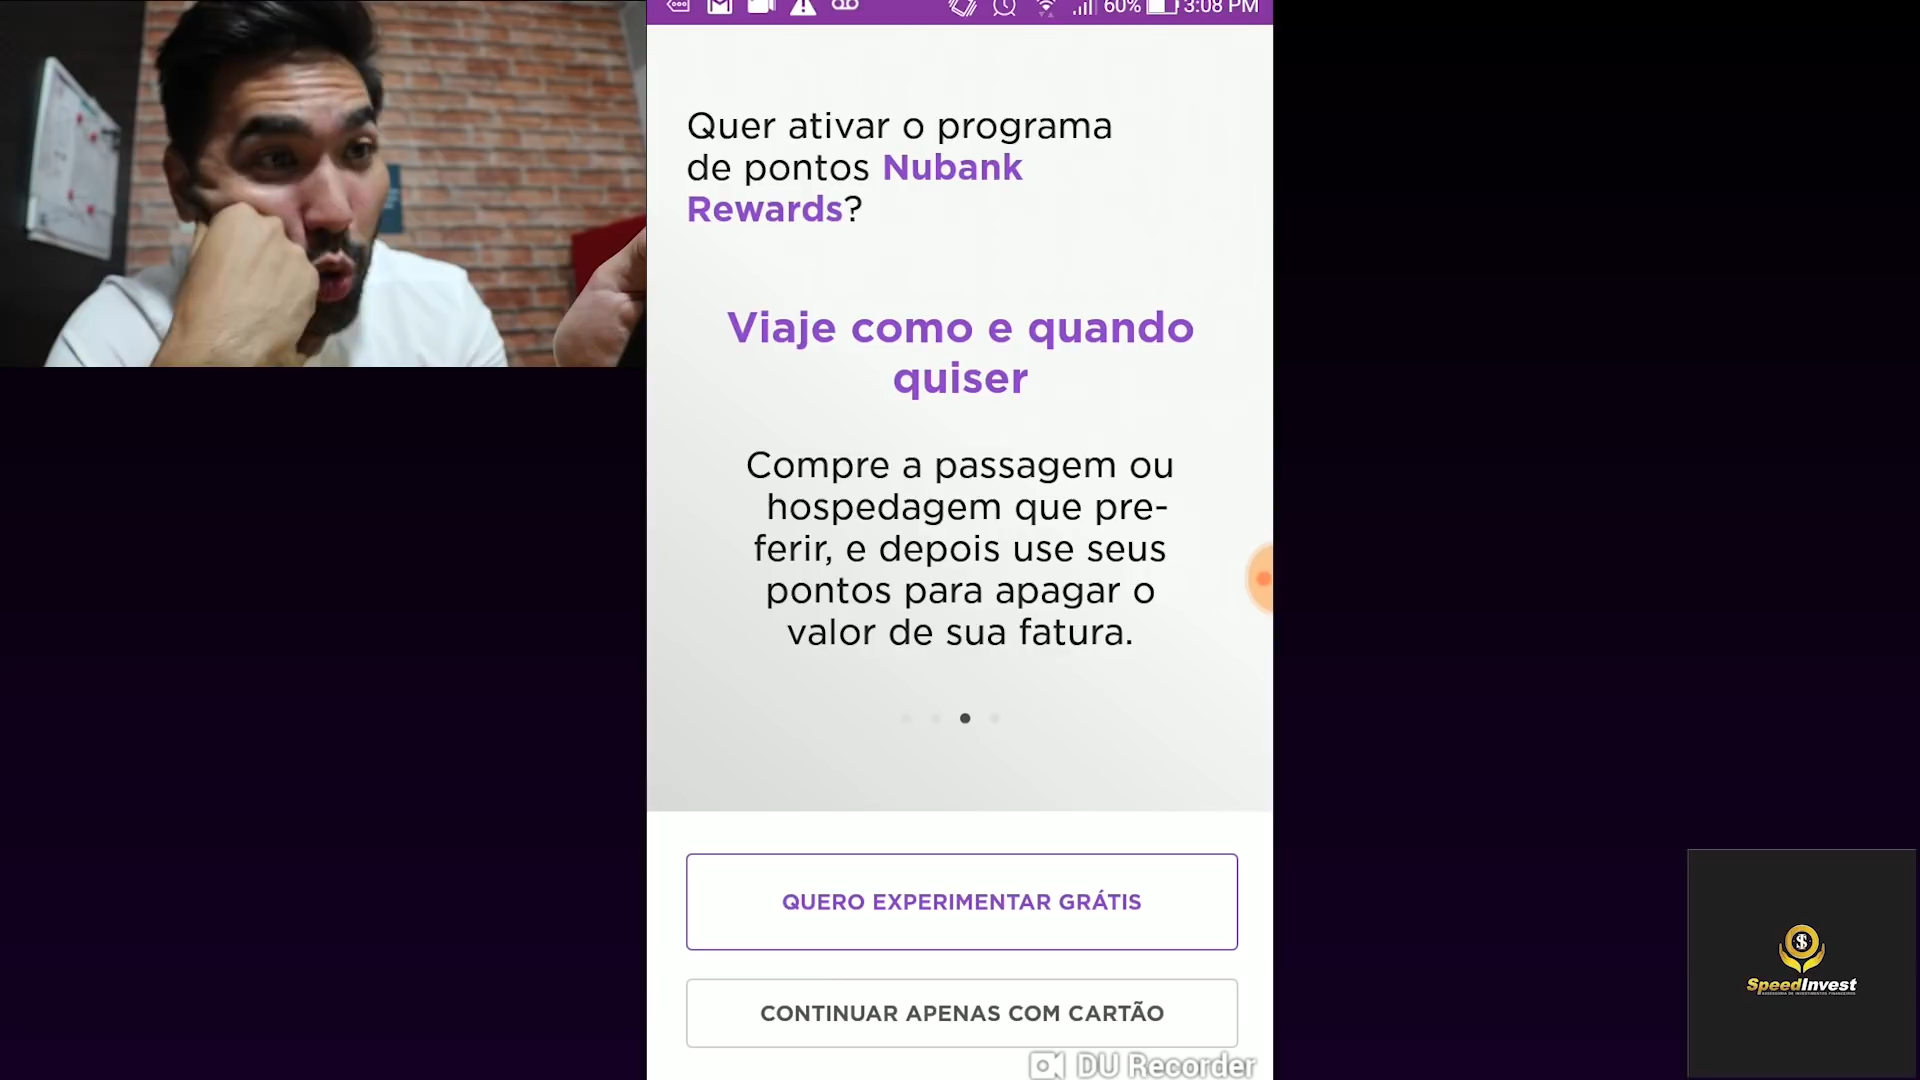 60% 3:08 PM
Quer ativar o programa
de pontos Nubank
Rewards?
Viaje como e quando
quiser
Compre a passagem ou
hospedagem que pre-
ferir, e depois use seus
pontos para apagar o
valor de sua fatura.
QUERO EXPERIMENTAR GRÁTIS
CONTINUAR APENAS COM CARTÃO
DU Recorder
SpeedInvest